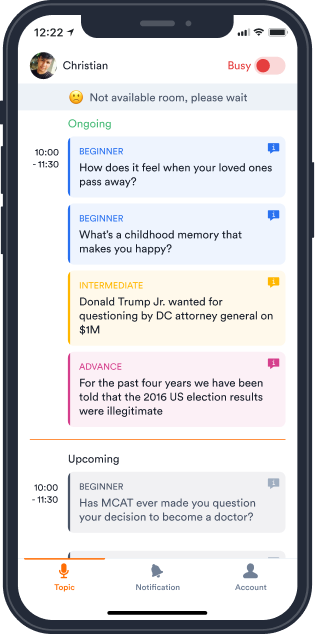 12:22
Christian
Busy
Not available room, please wait
Ongoing
10:00
- 11:30
BEGINNER
How does it feel when your loved ones
pass away?
BEGINNER
What's a childhood memory that
makes you happy?
INTERMEDIATE
Donald Trump Jr. wanted for
questioning by DC attorney general on
$1M
ADVANCE
For the past four years we have been
told that the 2016 US election results
were illegitimate
Upcoming
10:00
- 11:30
BEGINNER
Has MCAT ever made you question
your decision to become a doctor?
Topic
Notification
Account